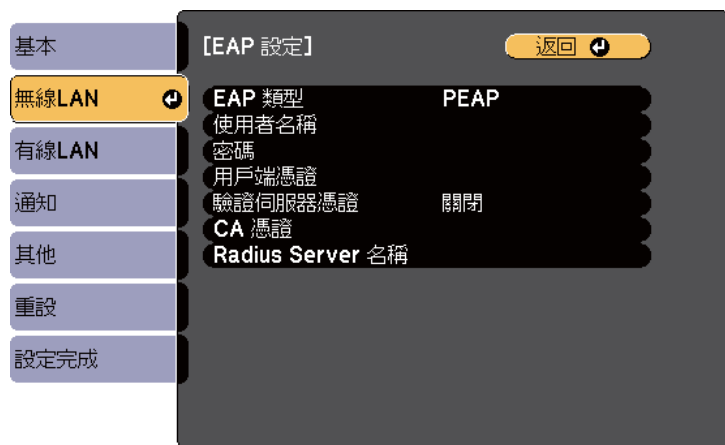 基本
無線LAN
有線LAN
通知
其他
重設
設定完成
[EAP 設定]
返回
EAP 類型 PEAP
使用者名稱
密碼
用戶端憑證
驗證伺服器憑證 關閉
CA 憑證
Radius Server 名稱